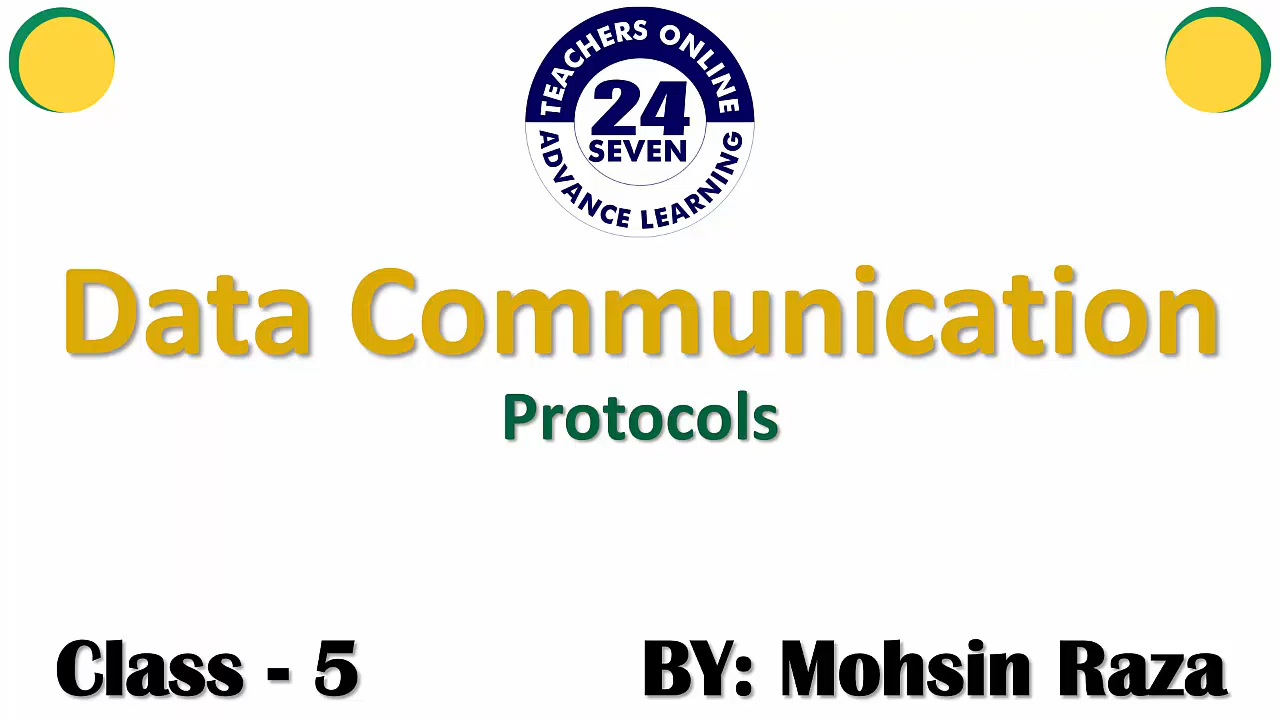 TEACHERS ONLINE
24
SEVEN
ADVANCE LEARNING
Data Communication
Protocols
Class - 5
BY: Mohsin Raza